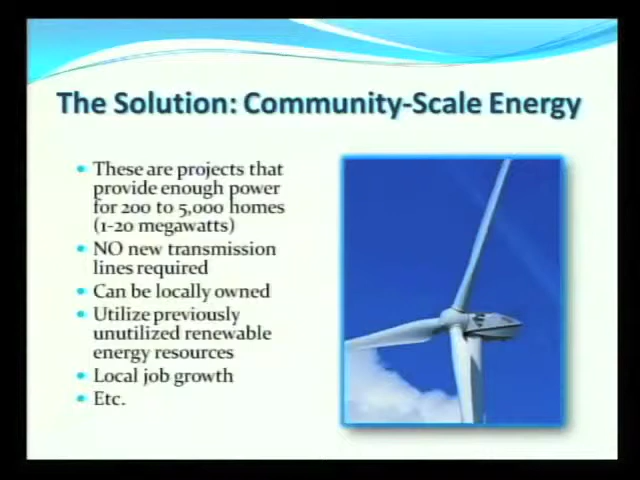 The Solution: Community-Scale Energy
These are projects that
provide enough power
for 200 to 5,000 homes
(1-20 megawatts)
NO new transmission
lines required
Can be locally owned
Utilize previously
unutilized renewable
energy resources
Local job growth
Etc.